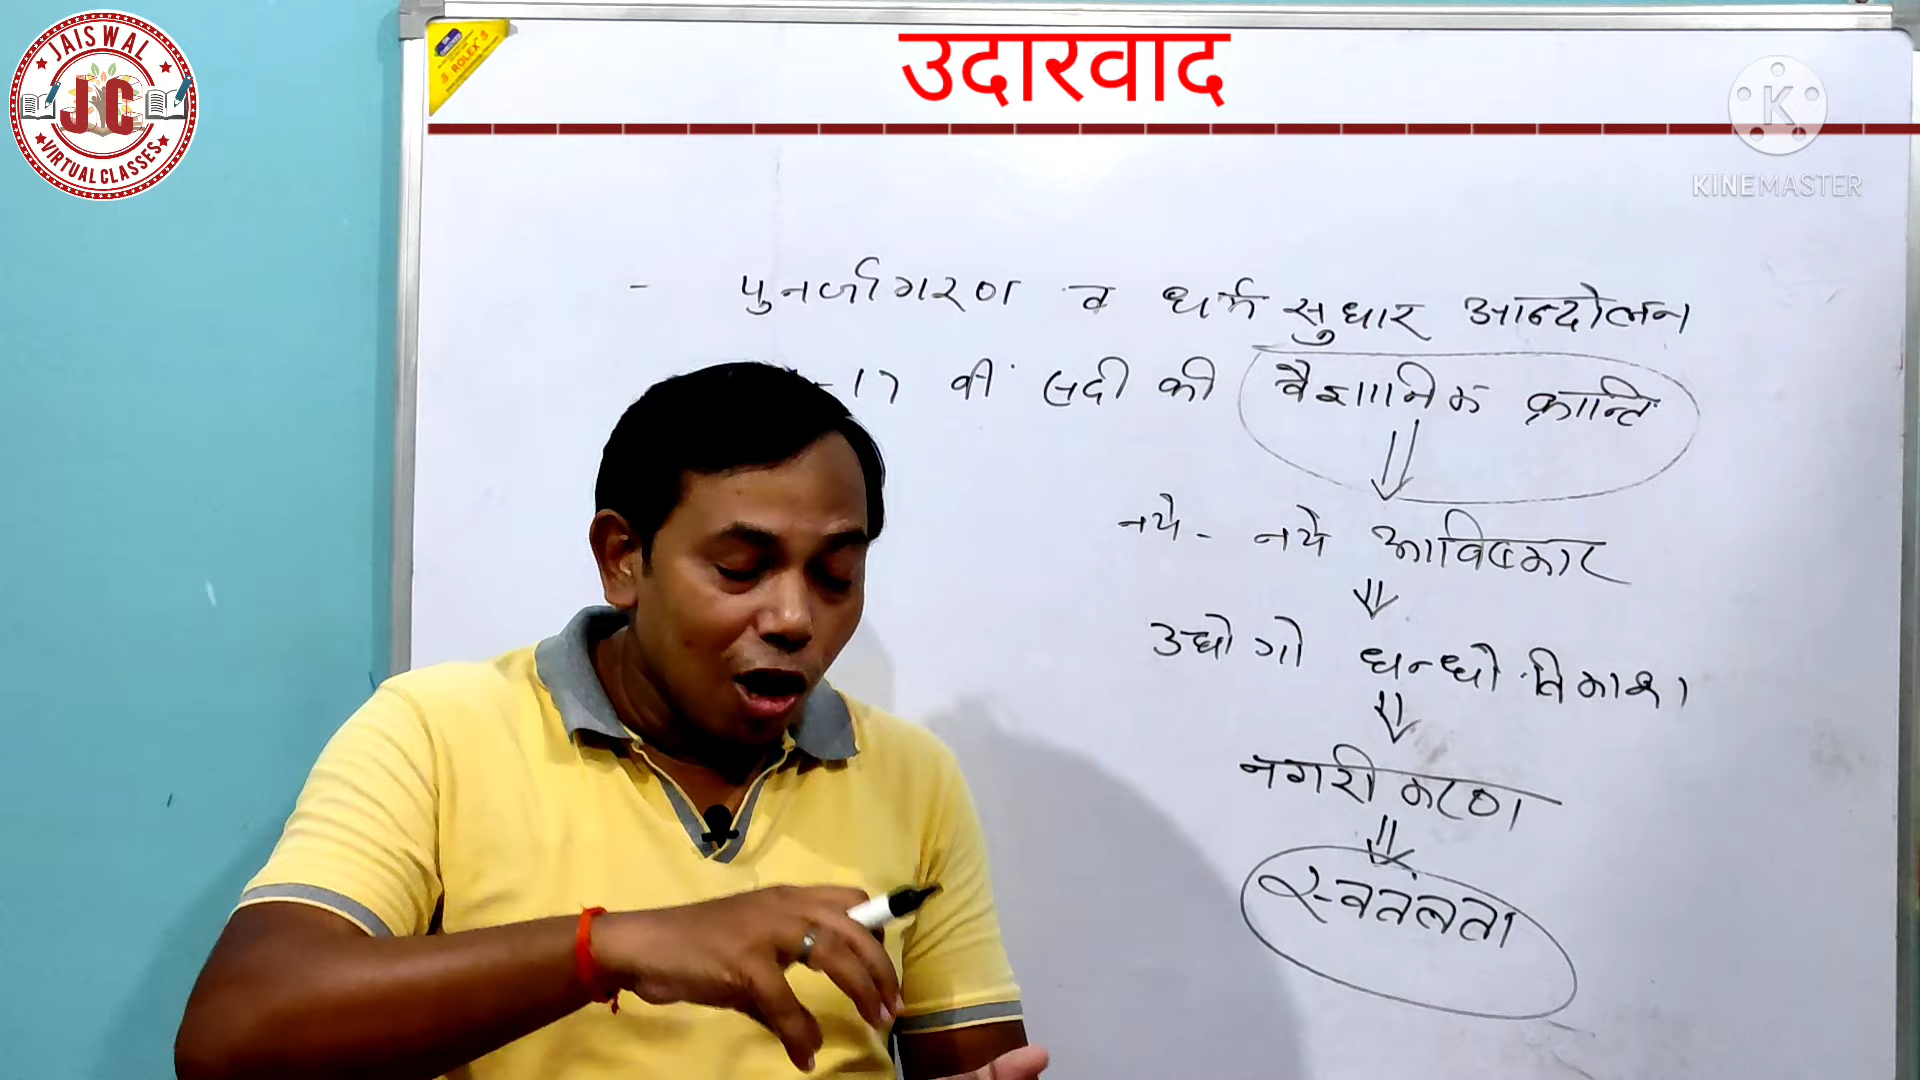 JAISWAL
JC
VIRTUAL CLASSES
ROLEX
उदारवाद
K
KINEMASTER
- पुनर्जागरण व धर्म सुधार आन्दोलन
-17 वीं सदी की वैज्ञानिक क्रान्ति
नये - नये आविष्कार
उद्योगो धन्धो विकाश
नगरीकरण
स्वतंत्रता